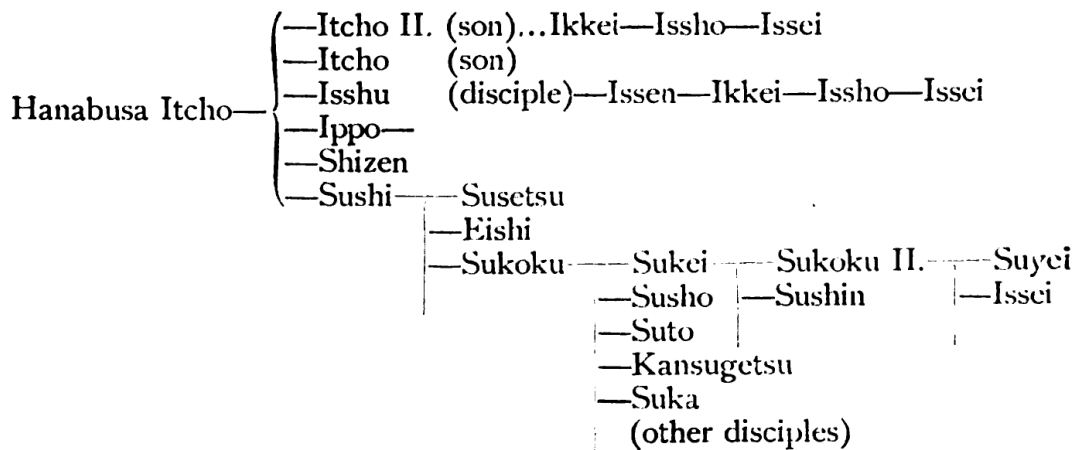 —Itcho II. (son)...Ikkei—Issho—Issei
—Itcho (son)
—Isshu (disciple)—Issen—Ikkei—Issho—Issei
Hanabusa Itcho—
—Ippo—
—Shizen
—Sushi——Susetsu
—Eishi
—Sukoku——Sukei——Sukoku II.——Suyei
—Susho —Sushin —Issei
—Suto
—Kansugetsu
—Suka
(other disciples)